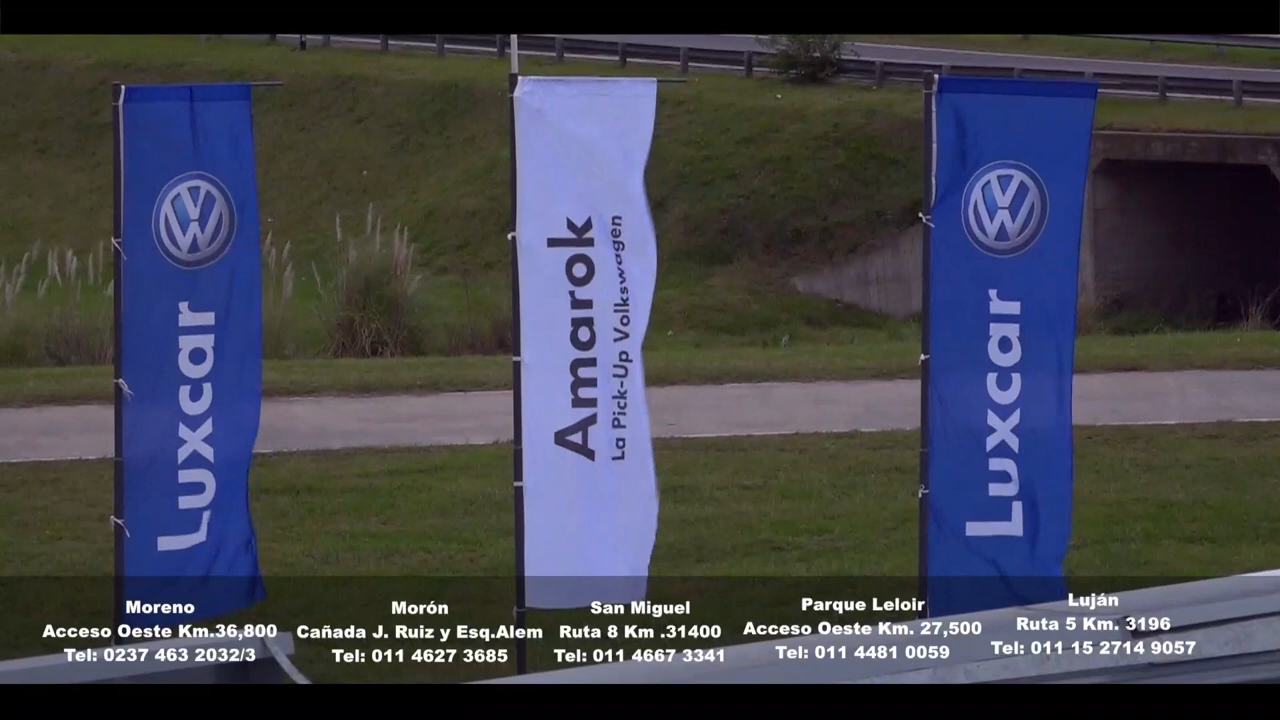 Luxcar
Amarok
La Pick-Up Volkswagen
Luxcar
Moreno
Acceso Oeste Km.36,800
Tel: 0237 463 2032/3
Morón
Cañada J. Ruiz y Esq.Alem
Tel: 011 4627 3685
San Miguel
Ruta 8 Km .31400
Tel: 011 4667 3341
Parque Leloir
Acceso Oeste Km. 27,500
Tel: 011 4481 0059
Luján
Ruta 5 Km. 3196
Tel: 011 15 2714 9057